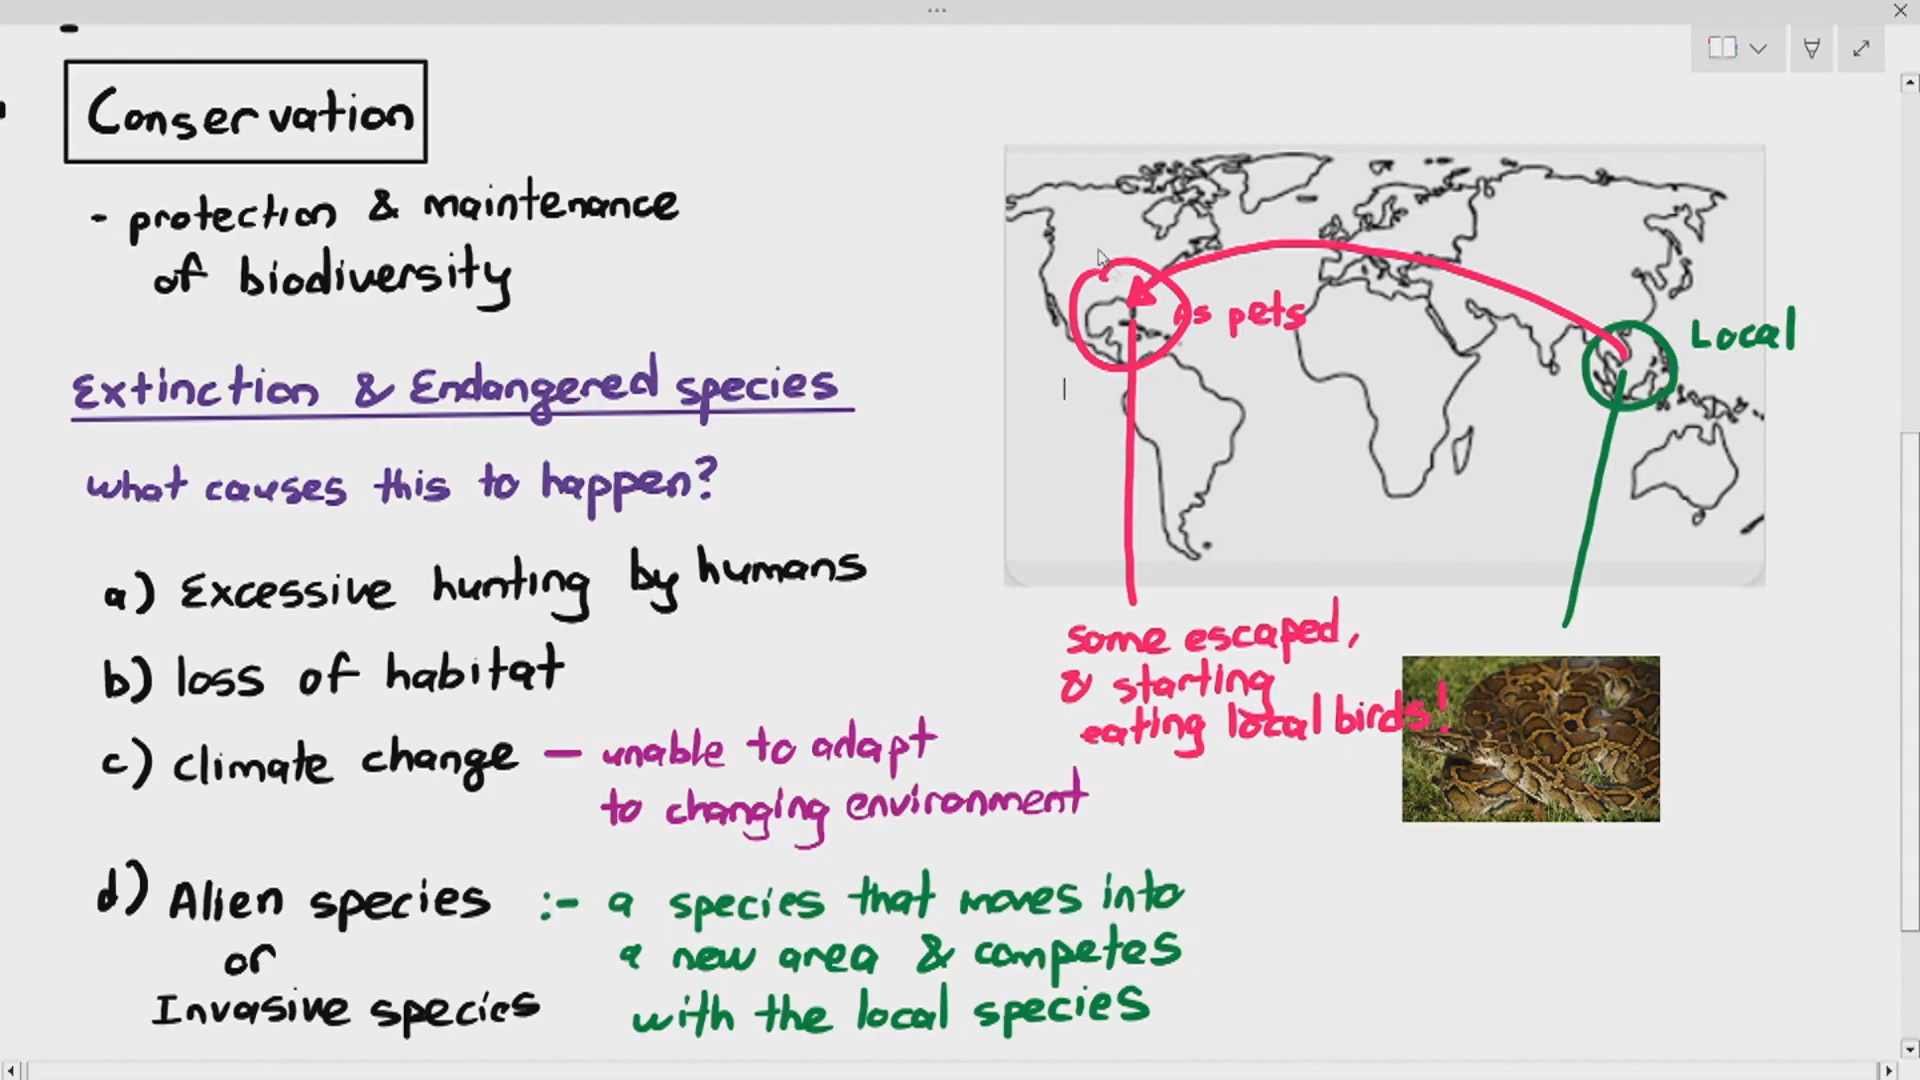 Conservation
- protection & maintenance
of biodiversity
Extinction & Endangered species
what causes this to happen?
a) Excessive hunting by humans
b) loss of habitat
c) climate change — unable to adapt
to changing environment
d) Alien species :- a species that moves into
or a new area & competes
Invasive species with the local species
As pets
Local
some escaped,
& starting
eating local birds!